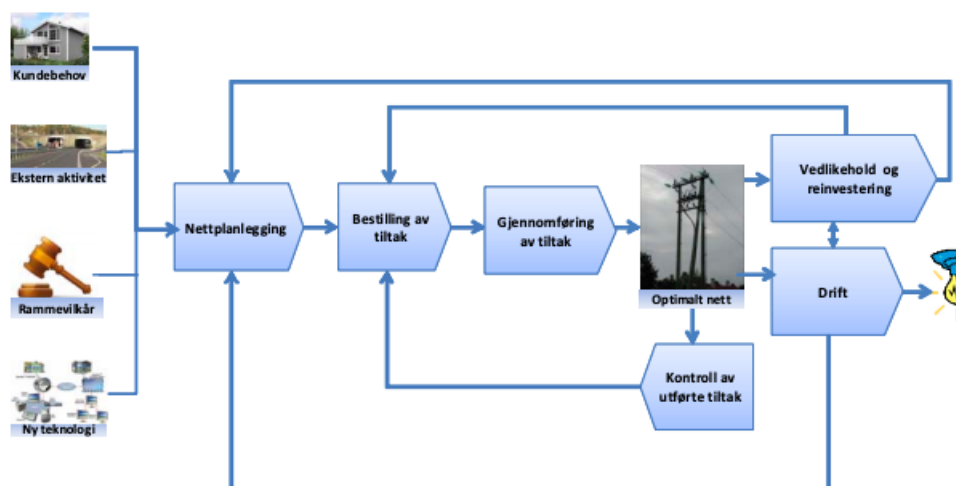 Kundebehov
Ekstern aktivitet
Rammevilkår
Ny teknologi
Nettplanlegging
Bestilling av
tiltak
Gjennomføring
av tiltak
Optimalt nett
Vedlikehold og
reinvestering
Drift
Kontroll av
utførte tiltak